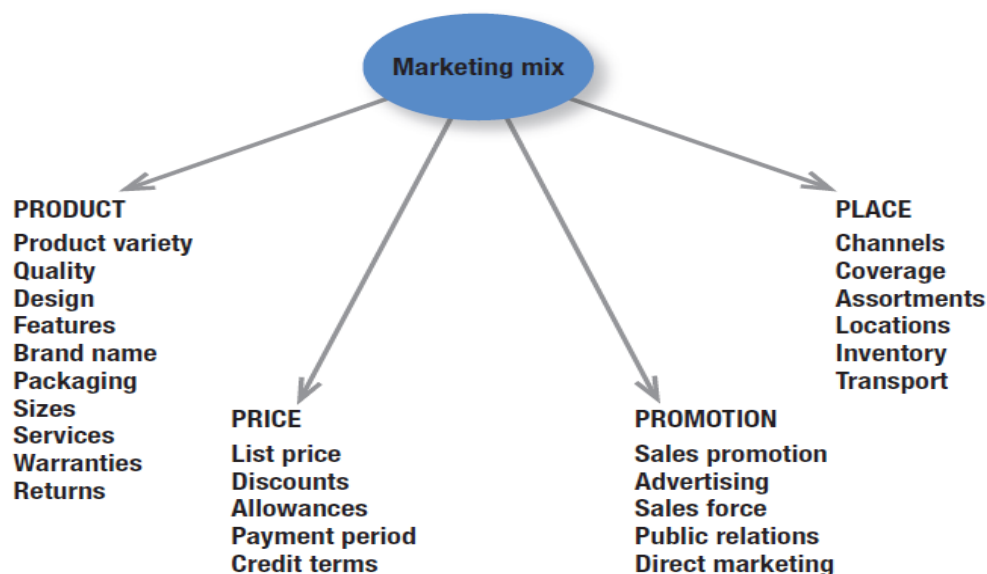 Marketing mix
PRODUCT
Product variety
Quality
Design
Features
Brand name
Packaging
Sizes
Services
Warranties
Returns
PRICE
List price
Discounts
Allowances
Payment period
Credit terms
PROMOTION
Sales promotion
Advertising
Sales force
Public relations
Direct marketing
PLACE
Channels
Coverage
Assortments
Locations
Inventory
Transport